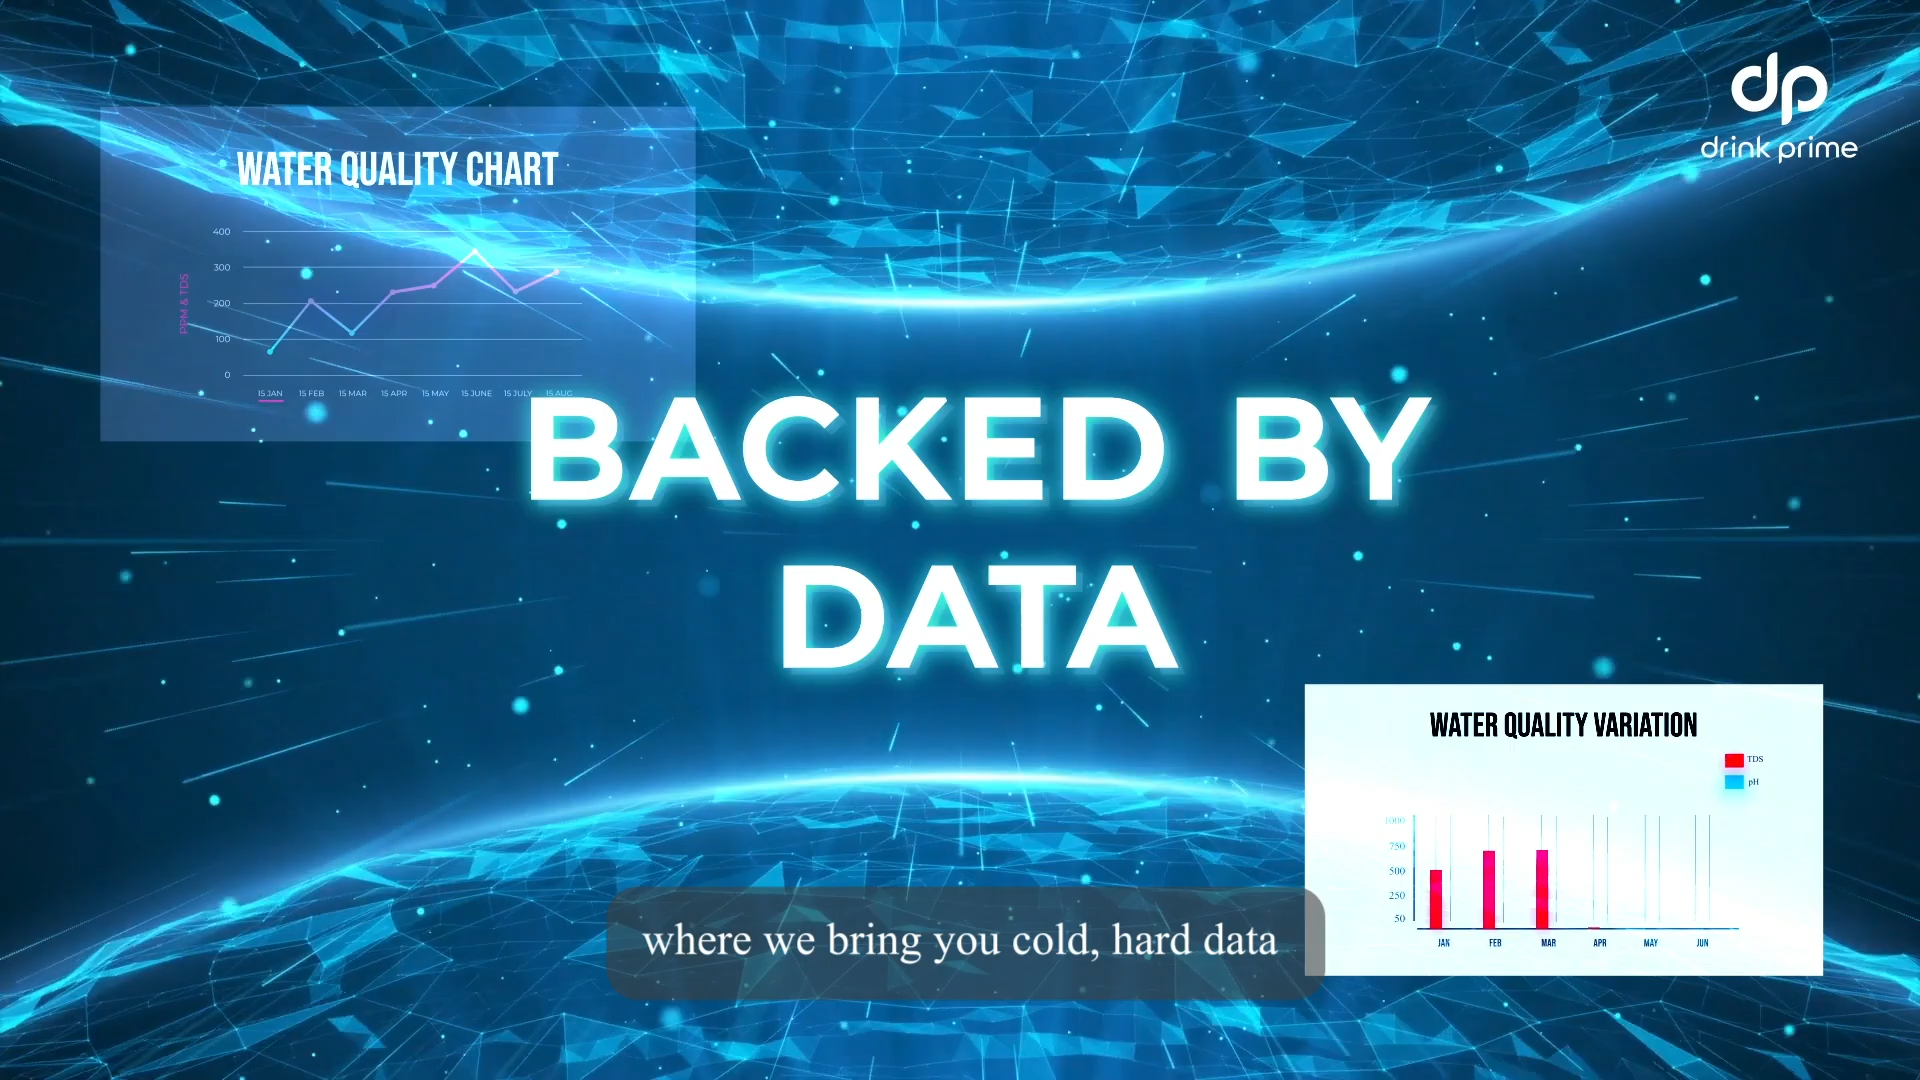 dp
drink prime
WATER QUALITY CHART
400
300
200
100
0
PPM & TDS
15 JAN 15 FEB 15 MAR 15 APR 15 MAY 15 JUNE 15 JULY 15 AUG
BACKED BY
DATA
WATER QUALITY VARIATION
TDS
pH
1000
750
500
250
50
JAN FEB MAR APR MAY JUN
where we bring you cold, hard data